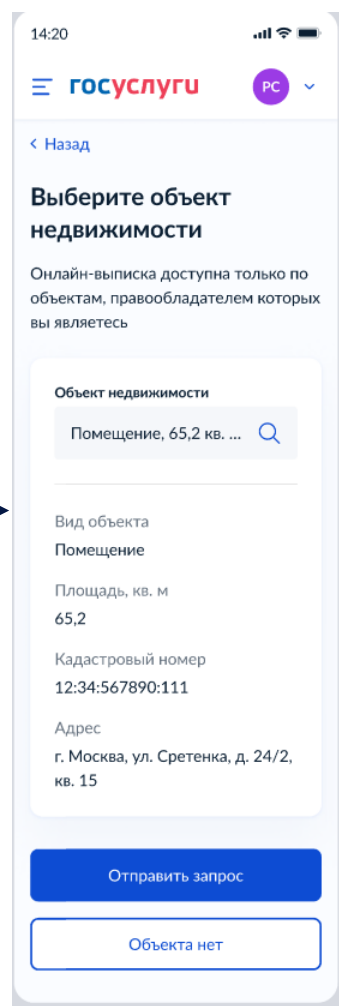 14:20
госуслуги
РС
Назад
Выберите объект
недвижимости
Онлайн-выписка доступна только по
объектам, правообладателем которых
вы являетесь
Объект недвижимости
Помещение, 65,2 кв. ...
Вид объекта
Помещение
Площадь, кв. м
65,2
Кадастровый номер
12:34:567890:111
Адрес
г. Москва, ул. Сретенка, д. 24/2,
кв. 15
Отправить запрос
Объекта нет